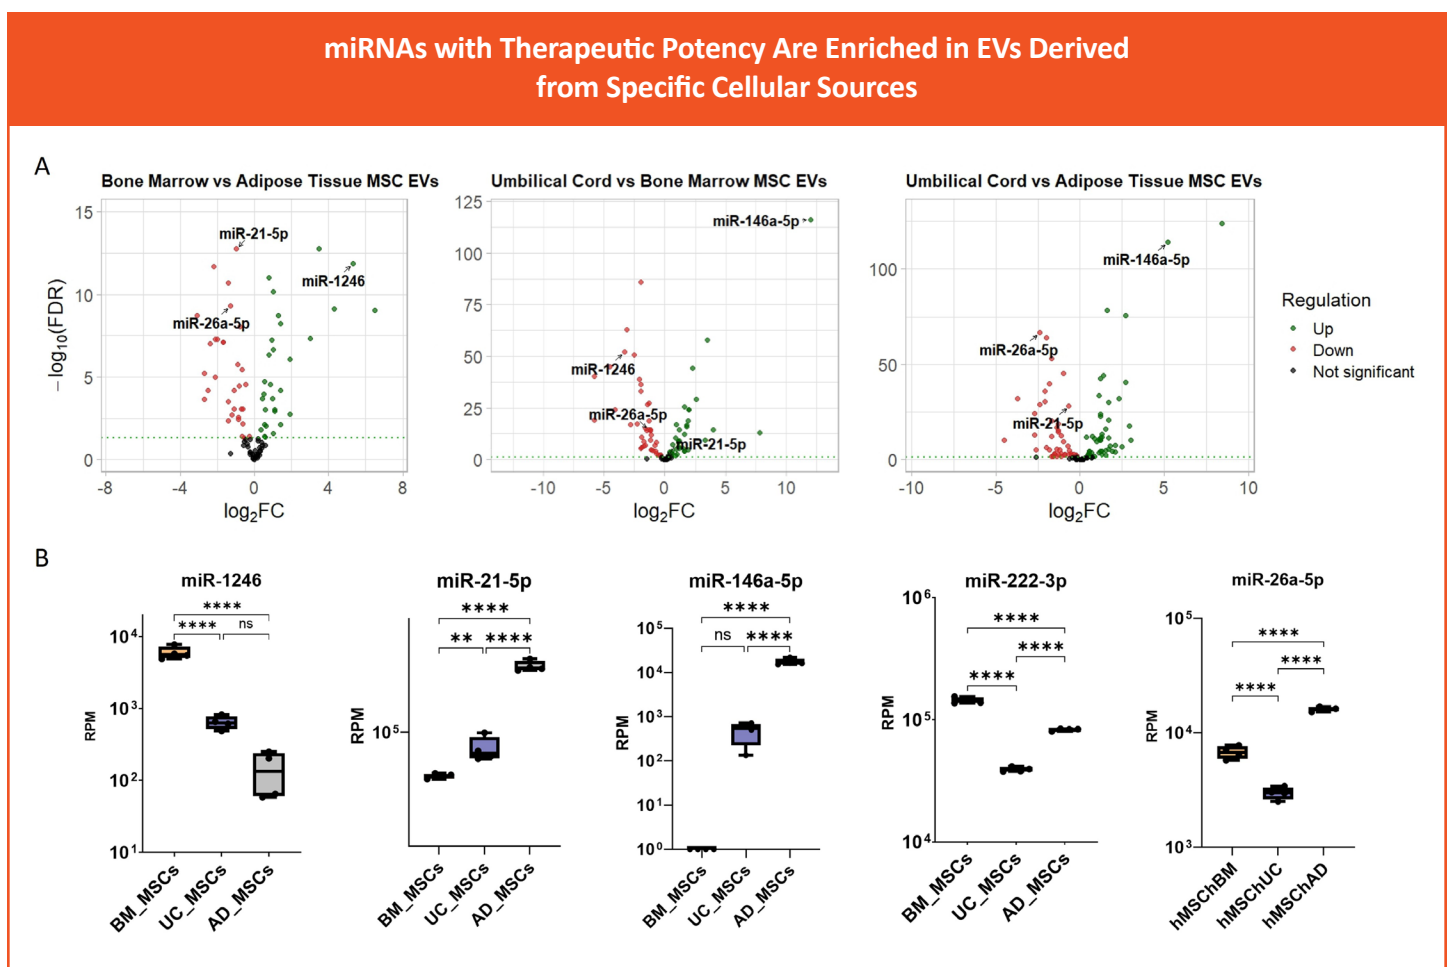 miRNAs with Therapeutic Potency Are Enriched in EVs Derived
from Specific Cellular Sources
A
Bone Marrow vs Adipose Tissue MSC EVs
−log10(FDR)
15
10
5
0
miR-21-5p
miR-1246
miR-26a-5p
-8 -4 0 4 8
log2FC
Umbilical Cord vs Bone Marrow MSC EVs
125
100
75
50
25
0
miR-146a-5p
miR-1246
miR-26a-5p
miR-21-5p
-10 -5 0 5 10
log2FC
Umbilical Cord vs Adipose Tissue MSC EVs
100
50
0
miR-146a-5p
miR-26a-5p
miR-21-5p
-10 -5 0 5 10
log2FC
Regulation
Up
Down
Not significant
B
miR-1246
****
**** ns
RPM
10^4
10^3
10^2
10^1
BM_MSCs
UC_MSCs
AD_MSCs
miR-21-5p
****
** ****
RPM
10^5
BM_MSCs
UC_MSCs
AD_MSCs
miR-146a-5p
****
ns ****
RPM
10^5
10^4
10^3
10^2
10^1
10^0
BM_MSCs
UC_MSCs
AD_MSCs
miR-222-3p
****
****
****
RPM
10^6
10^5
10^4
BM_MSCs
UC_MSCs
AD_MSCs
miR-26a-5p
****
****
****
RPM
10^5
10^4
10^3
hMSChBM
hMSChUC
hMSChAD